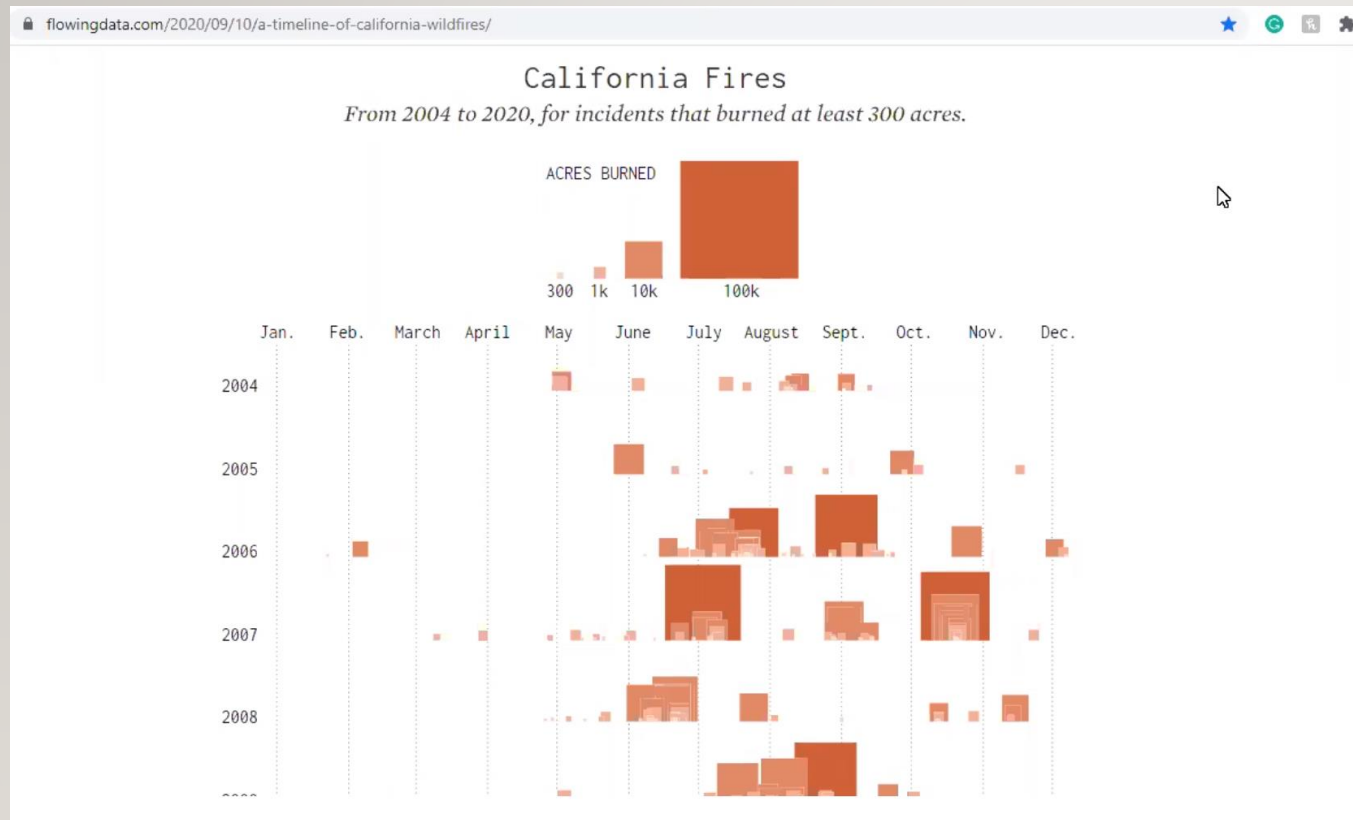 flowingdata.com/2020/09/10/a-timeline-of-california-wildfires/
California Fires
From 2004 to 2020, for incidents that burned at least 300 acres.
ACRES BURNED
300 1k 10k 100k
Jan. Feb. March April May June July August Sept. Oct. Nov. Dec.
2004
2005
2006
2007
2008